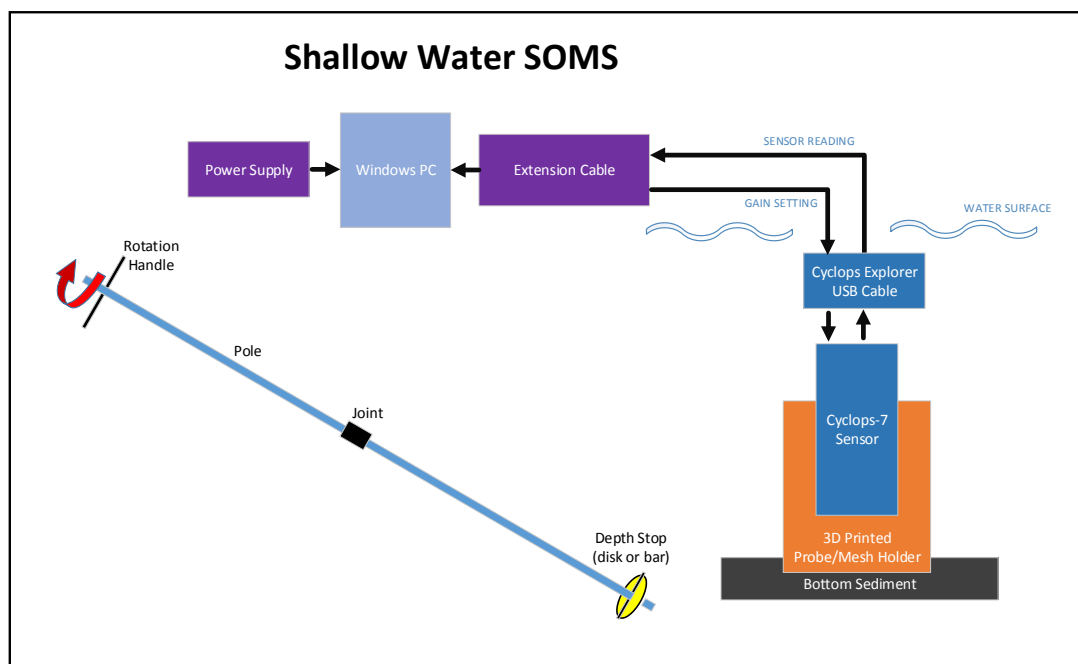 Shallow Water SOMS
Power Supply
Windows PC
Extension Cable
SENSOR READING
GAIN SETTING
WATER SURFACE
Rotation
Handle
Cyclops Explorer
USB Cable
Pole
Joint
Cyclops-7
Sensor
Depth Stop
(disk or bar)
3D Printed
Probe/Mesh Holder
Bottom Sediment